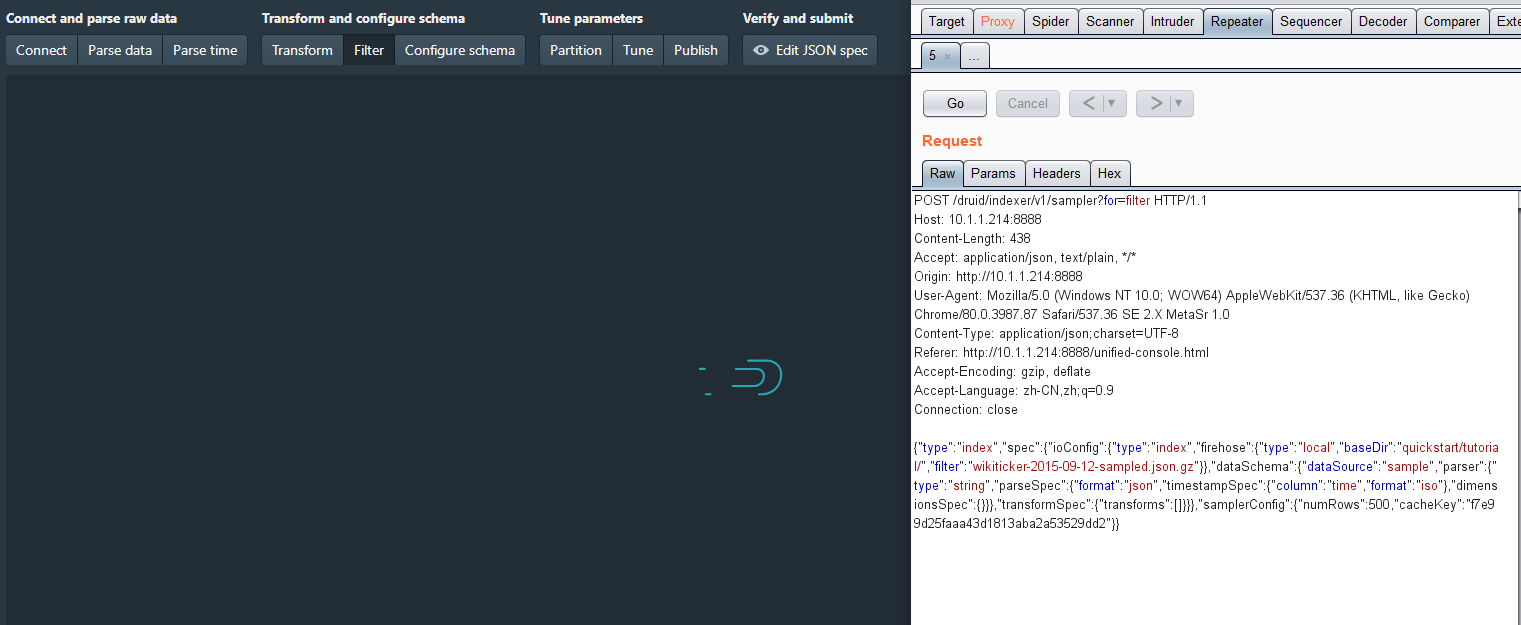 Connect and parse raw data
Transform and configure schema
Tune parameters
Verify and submit
Connect
Parse data
Parse time
Transform
Filter
Configure schema
Partition
Tune
Publish
Edit JSON spec
Target
Proxy
Spider
Scanner
Intruder
Repeater
Sequencer
Decoder
Comparer
Exte
5 ×
...
Go
Cancel
< ▼
> ▼
Request
Raw
Params
Headers
Hex
POST /druid/indexer/v1/sampler?for=filter HTTP/1.1
Host: 10.1.1.214:8888
Content-Length: 438
Accept: application/json, text/plain, */*
Origin: http://10.1.1.214:8888
User-Agent: Mozilla/5.0 (Windows NT 10.0; WOW64) AppleWebKit/537.36 (KHTML, like Gecko)
Chrome/80.0.3987.87 Safari/537.36 SE 2.X MetaSr 1.0
Content-Type: application/json;charset=UTF-8
Referer: http://10.1.1.214:8888/unified-console.html
Accept-Encoding: gzip, deflate
Accept-Language: zh-CN,zh;q=0.9
Connection: close
{"type":"index","spec":{"ioConfig":{"type":"index","firehose":{"type":"local","baseDir":"quickstart/tutoria
l/","filter":"wikiticker-2015-09-12-sampled.json.gz"}},"dataSchema":{"dataSource":"sample","parser":{"
type":"string","parseSpec":{"format":"json","timestampSpec":{"column":"time","format":"iso"},"dimens
ionsSpec":{}}},"transformSpec":{"transforms":[]}}},"samplerConfig":{"numRows":500,"cacheKey":"f7e9
9d25faaa43d1813aba2a53529dd2"}}